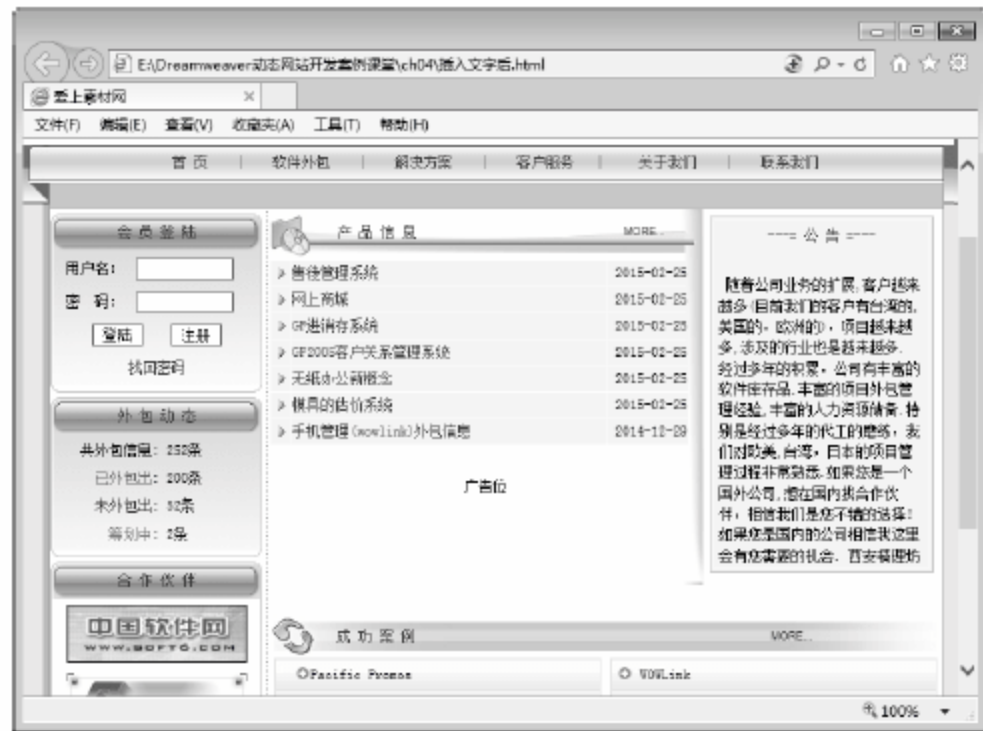 E:\Dreamweaver动态网站开发案例课堂\ch04\插入文字后.html
爱上素材网
文件(F) 编辑(E) 查看(V) 收藏夹(A) 工具(T) 帮助(H)
首 页 | 软件外包 | 解决方案 | 客户服务 | 关于我们 | 联系我们
会 员 登 陆
用户名:
密 码:
登陆 注册
找回密码
外 包 动 态
共外包信息: 252条
已外包出: 200条
未外包出: 52条
筹划中: 2条
合 作 伙 伴
中国软件网
WWW.SOFT6.COM
产 品 信 息 MORE..
售後管理系统 2015-02-25
网上商城 2015-02-25
GP进销存系统 2015-02-25
GP2005客户关系管理系统 2015-02-25
无纸办公新概念 2015-02-25
模具的估价系统 2015-02-25
手机管理(wowlink)外包信息 2014-12-29
广告位
成 功 案 例 MORE..
Pacific Promos
WOWLink
---= 公 告 =---
随着公司业务的扩展,客户越来
越多(目前我们的客户有台湾的,
美国的,欧洲的),项目越来越
多,涉及的行业也是越来越多.
经过多年的积累,公司有丰富的
软件库存品.丰富的项目外包管
理经验,丰富的人力资源储备.特
别是经过多年的代工的磨练,我
们对欧美,台湾,日本的项目管
理过程非常熟悉.如果您是一个
国外公司,想在国内找合作伙
伴,相信我们是您不错的选择!
如果您是国内的公司相信我这里
会有您需要的机会.
100%